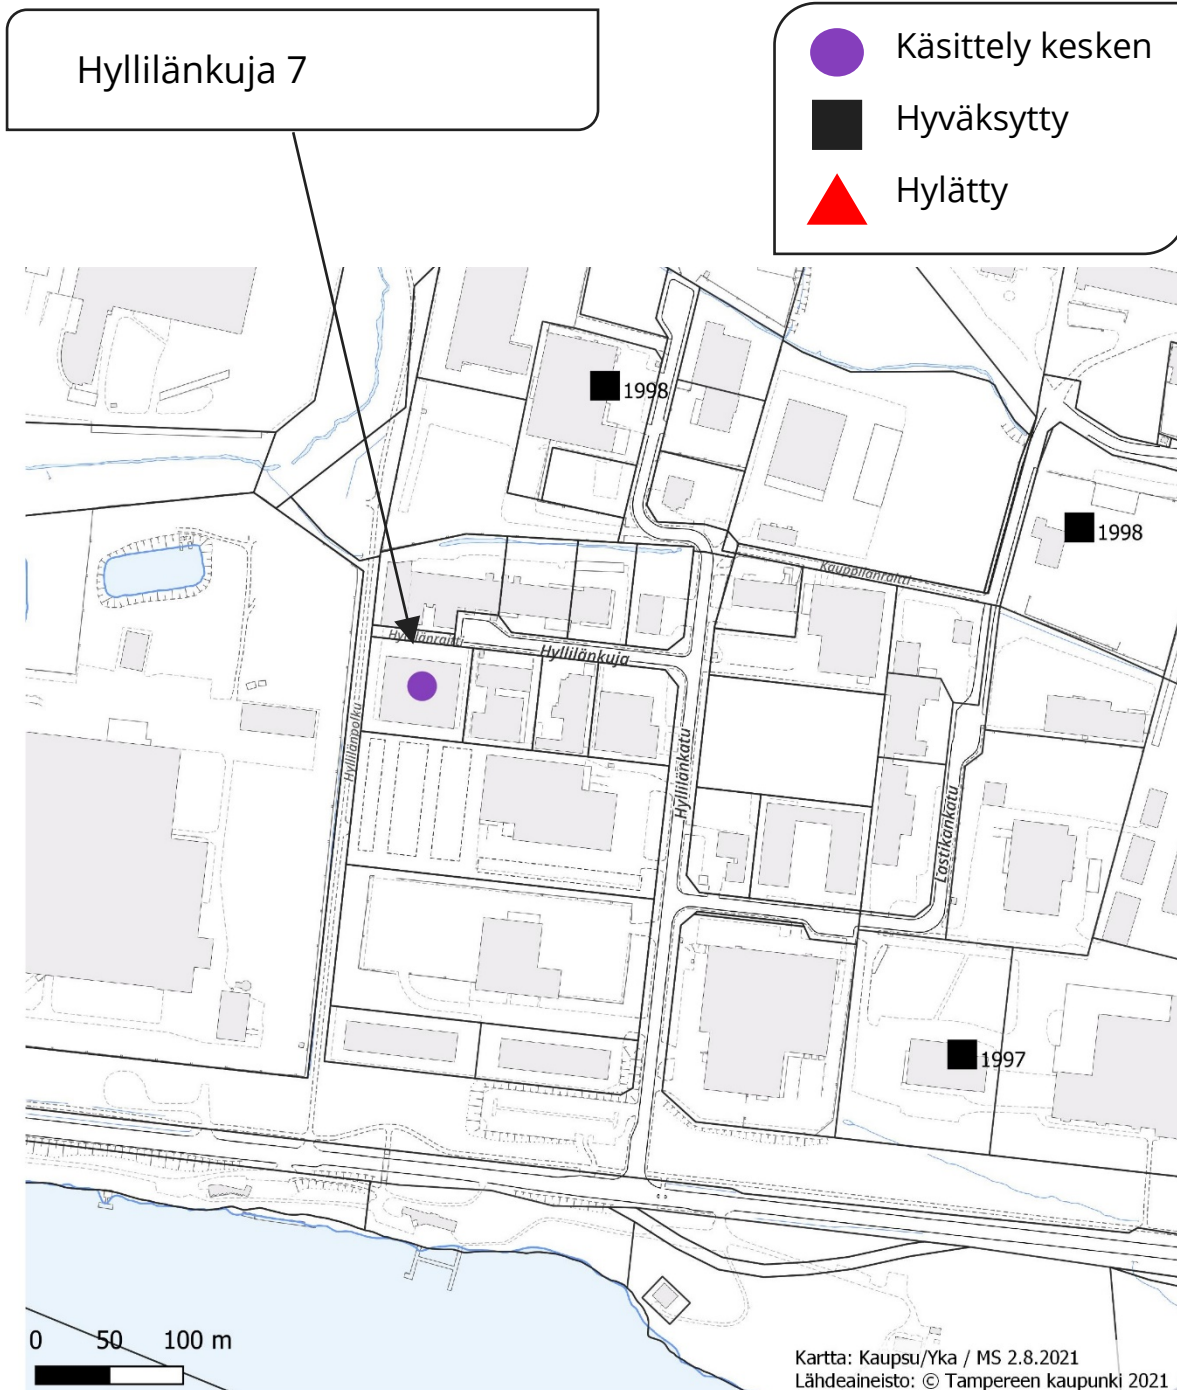 Hyllilänkuja 7
Käsittely kesken
Hyväksytty
Hylätty
1998
1998
Kauppilanraitti
Hyllilänraitti
Hyllilänkuja
Hyllilänpolku
Hyllilänkatu
Lastikankatu
1997
0 50 100 m
Kartta: Kaupsu/Yka / MS 2.8.2021
Lähdeaineisto: © Tampereen kaupunki 2021